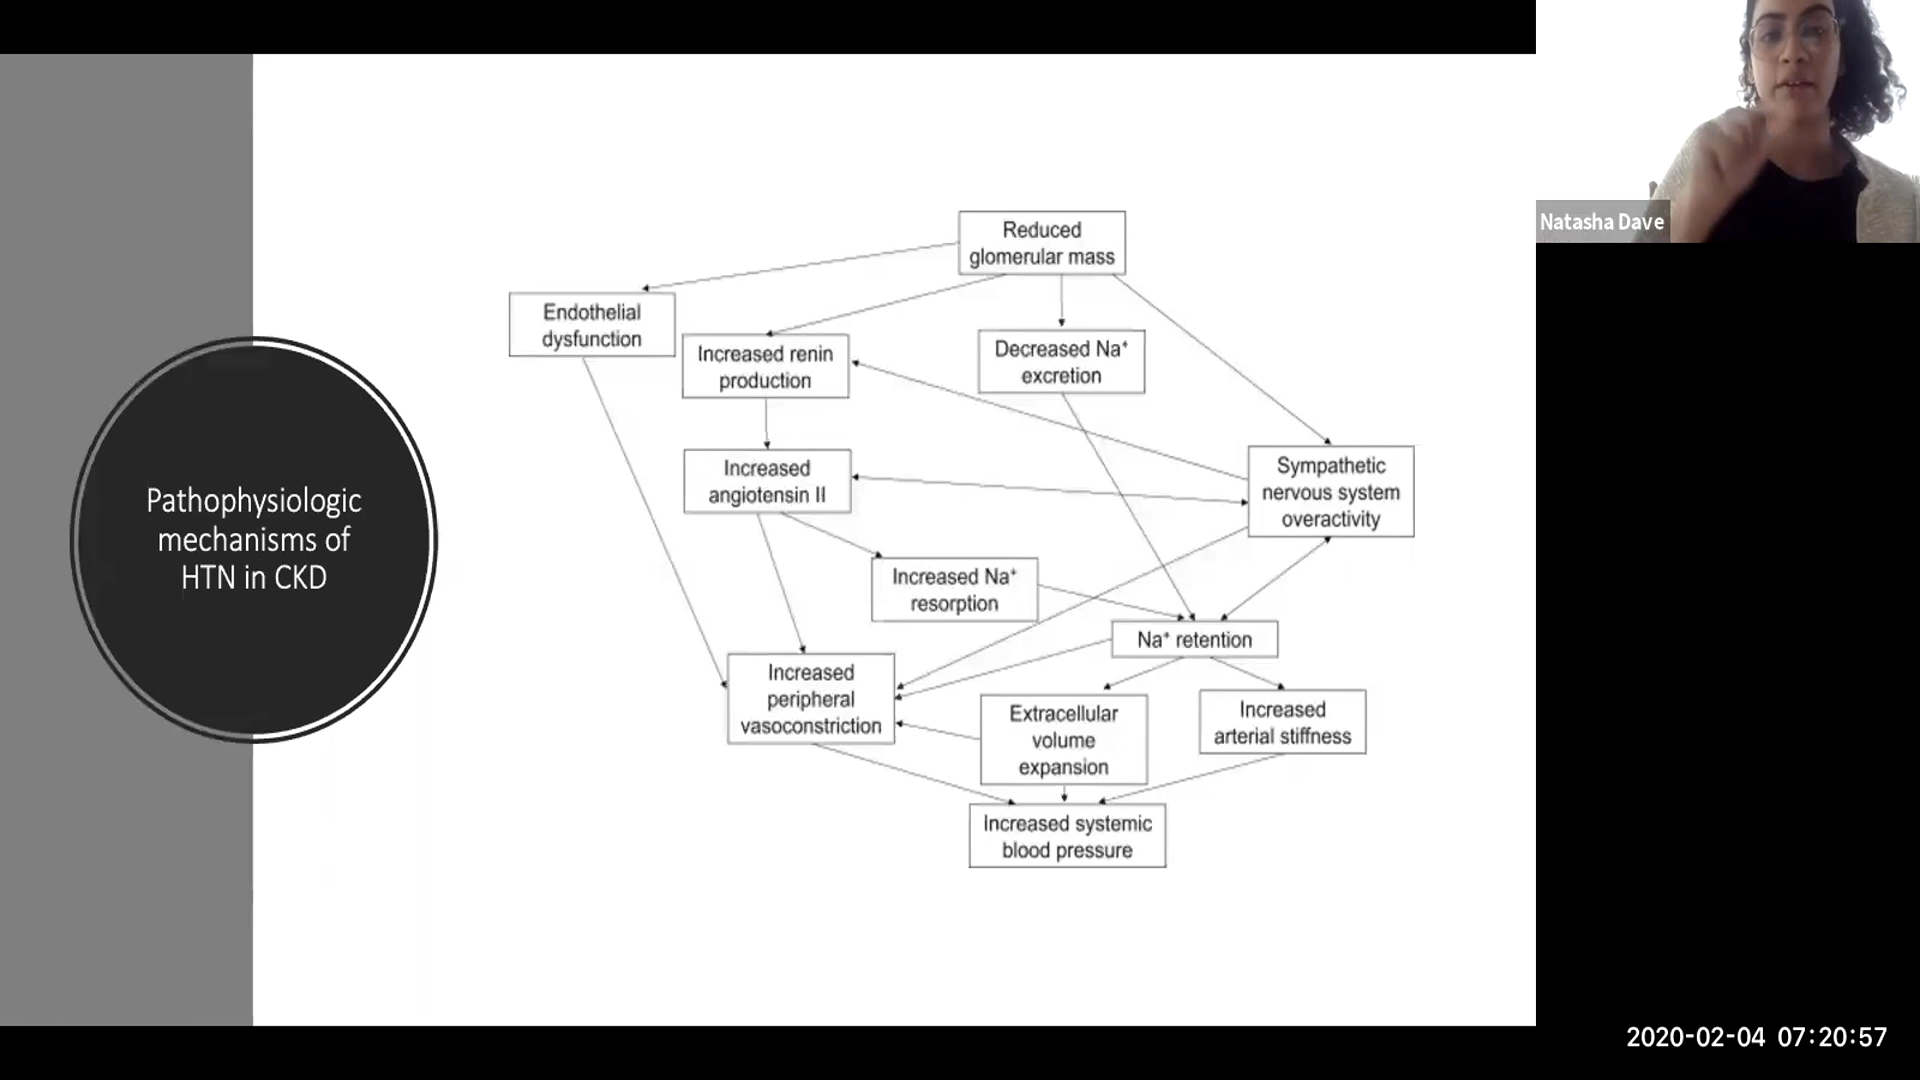 Natasha Dave
Pathophysiologic
mechanisms of
HTN in CKD
Reduced
glomerular mass
Endothelial
dysfunction
Increased renin
production
Decreased Na⁺
excretion
Increased
angiotensin II
Sympathetic
nervous system
overactivity
Increased Na⁺
resorption
Na⁺ retention
Increased
peripheral
vasoconstriction
Extracellular
volume
expansion
Increased
arterial stiffness
Increased systemic
blood pressure
2020-02-04 07:20:57